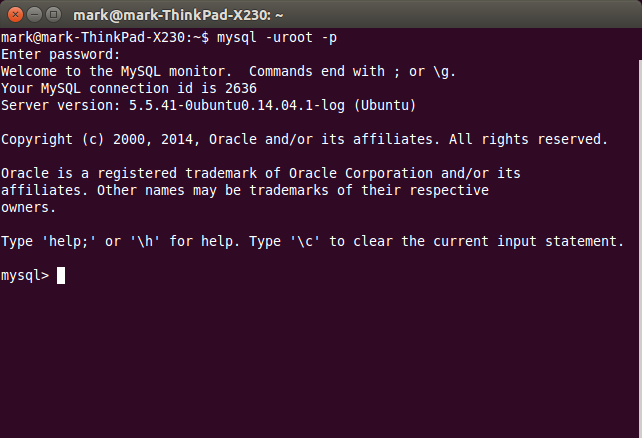 mark@mark-ThinkPad-X230: ~
mark@mark-ThinkPad-X230:~$ mysql -uroot -p
Enter password:
Welcome to the MySQL monitor.  Commands end with ; or \g.
Your MySQL connection id is 2636
Server version: 5.5.41-0ubuntu0.14.04.1-log (Ubuntu)
Copyright (c) 2000, 2014, Oracle and/or its affiliates. All rights reserved.
Oracle is a registered trademark of Oracle Corporation and/or its
affiliates. Other names may be trademarks of their respective
owners.
Type 'help;' or '\h' for help. Type '\c' to clear the current input statement.
mysql>